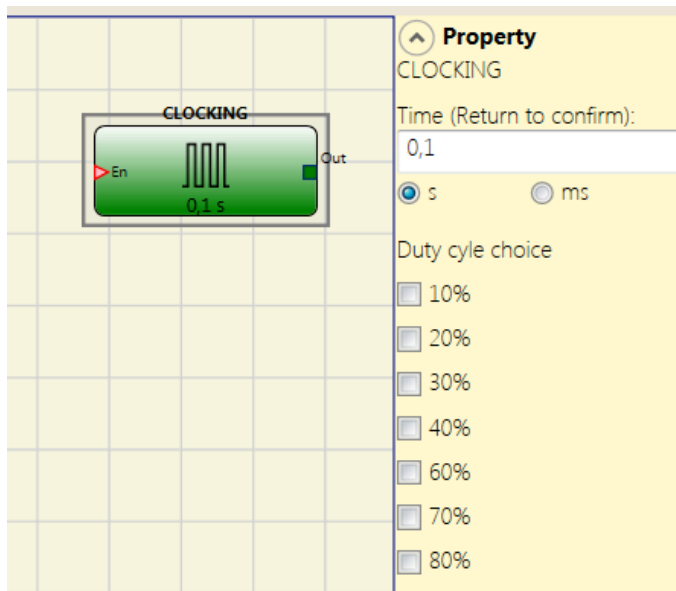 CLOCKING
En
Out
0,1 s
Property
CLOCKING
Time (Return to confirm):
0,1
s ms
Duty cyle choice
10%
20%
30%
40%
60%
70%
80%